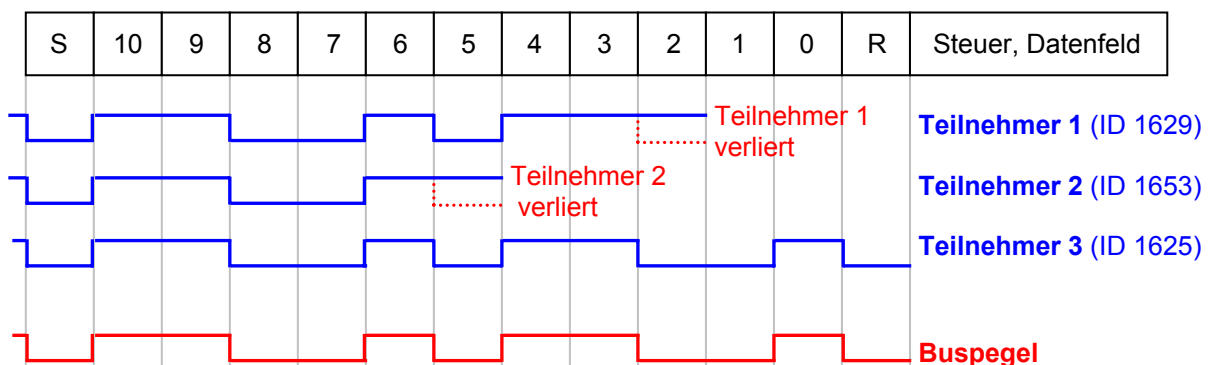 S 10 9 8 7 6 5 4 3 2 1 0 R Steuer, Datenfeld
Teilnehmer 1
verliert
Teilnehmer 1 (ID 1629)
Teilnehmer 2
verliert
Teilnehmer 2 (ID 1653)
Teilnehmer 3 (ID 1625)
Buspegel